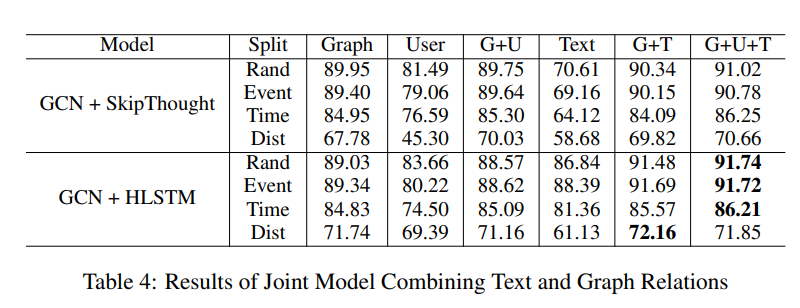 Model Split Graph User G+U Text G+T G+U+T
GCN + SkipThought Rand 89.95 81.49 89.75 70.61 90.34 91.02
Event 89.40 79.06 89.64 69.16 90.15 90.78
Time 84.95 76.59 85.30 64.12 84.09 86.25
Dist 67.78 45.30 70.03 58.68 69.82 70.66
GCN + HLSTM Rand 89.03 83.66 88.57 86.84 91.48 91.74
Event 89.34 80.22 88.62 88.39 91.69 91.72
Time 84.83 74.50 85.09 81.36 85.57 86.21
Dist 71.74 69.39 71.16 61.13 72.16 71.85
Table 4: Results of Joint Model Combining Text and Graph Relations